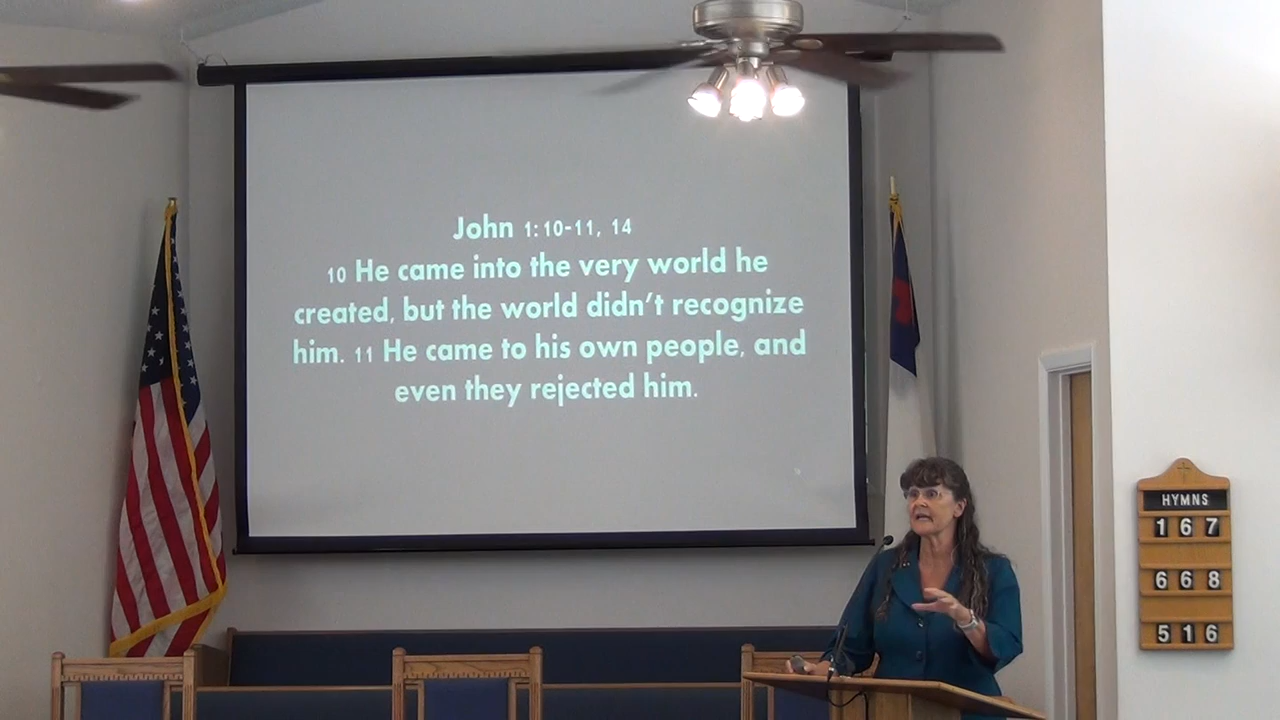 John 1:10-11, 14
10 He came into the very world he
created, but the world didn't recognize
him. 11 He came to his own people, and
even they rejected him.
HYMNS
167
668
516